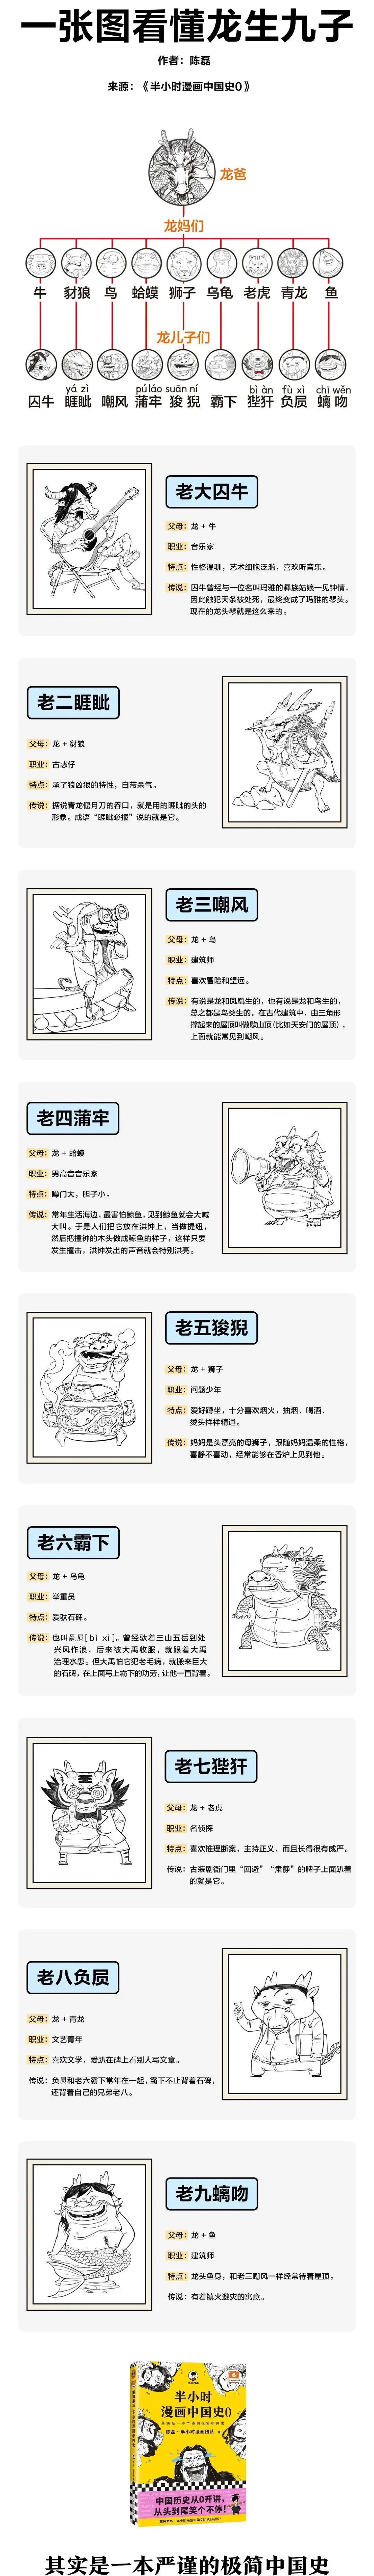 一张图看懂龙生九子
作者：陈磊
来源：《半小时漫画中国史0》
龙爸
龙妈们
牛 豺狼 鸟 蛤蟆 狮子 乌龟 老虎 青龙 鱼
龙儿子们
yá zì púláo suān ní bì àn fù xì chī wěn
囚牛 睚眦 嘲风 蒲牢 狻猊 霸下 狴犴 负屃 螭吻
老大囚牛
父母：龙 + 牛
职业：音乐家
特点：性格温驯，艺术细胞泛滥，喜欢听音乐。
传说：囚牛曾经与一位名叫玛雅的彝族姑娘一见钟情，
因此触犯天条被处死，最终变成了玛雅的琴头。
现在的龙头琴就是这么来的。
老二睚眦
父母：龙 + 豺狼
职业：古惑仔
特点：承了狼凶狠的特性，自带杀气。
传说：据说青龙偃月刀的吞口，就是用的睚眦的头的
形象。成语“睚眦必报”说的就是它。
老三嘲风
父母：龙 + 鸟
职业：建筑师
特点：喜欢冒险和望远。
传说：有说是龙和凤凰生的，也有说是龙和鸟生的，
总之都是鸟类生的。在古代建筑中，由三角形
撑起来的屋顶叫做歇山顶（比如天安门的屋顶），
上面就能常见到嘲风。
老四蒲牢
父母：龙 + 蛤蟆
职业：男高音音乐家
特点：嗓门大，胆子小。
传说：常年生活海边，最害怕鲸鱼，见到鲸鱼就会大喊
大叫。于是人们把它放在洪钟上，当做提纽，
然后把撞钟的木头做成鲸鱼的样子，这样只要
发生撞击，洪钟发出的声音就会特别洪亮。
老五狻猊
父母：龙 + 狮子
职业：问题少年
特点：爱好蹲坐，十分喜欢烟火，抽烟、喝酒、
烫头样样精通。
传说：妈妈是头漂亮的母狮子，跟随妈妈温柔的性格，
喜静不喜动，经常能够在香炉上见到他。
老六霸下
父母：龙 + 乌龟
职业：举重员
特点：爱驮石碑。
传说：也叫赑屃[bì xì]。曾经驮着三山五岳到处
兴风作浪，后来被大禹收服，就跟着大禹
治理水患。但大禹怕它犯老毛病，就搬来巨大
的石碑，在上面写上霸下的功劳，让他一直背着。
老七狴犴
父母：龙 + 老虎
职业：名侦探
特点：喜欢推理断案，主持正义，而且长得很有威严。
传说：古装剧衙门里“回避”“肃静”的牌子上面趴着
的就是它。
老八负屃
父母：龙 + 青龙
职业：文艺青年
特点：喜欢文学，爱趴在碑上看别人写文章。
传说：负屃和老六霸下常年在一起，霸下不止背着石碑，
还背着自己的兄弟老八。
老九螭吻
父母：龙 + 鱼
职业：建筑师
特点：龙头鱼身，和老三嘲风一样经常待着屋顶。
传说：有着镇火避灾的寓意。
半小时
漫画中国史0
陈磊·半小时漫画团队 著
中国历史从0开讲，
从头到尾笑个不停！
其实是一本严谨的极简中国史